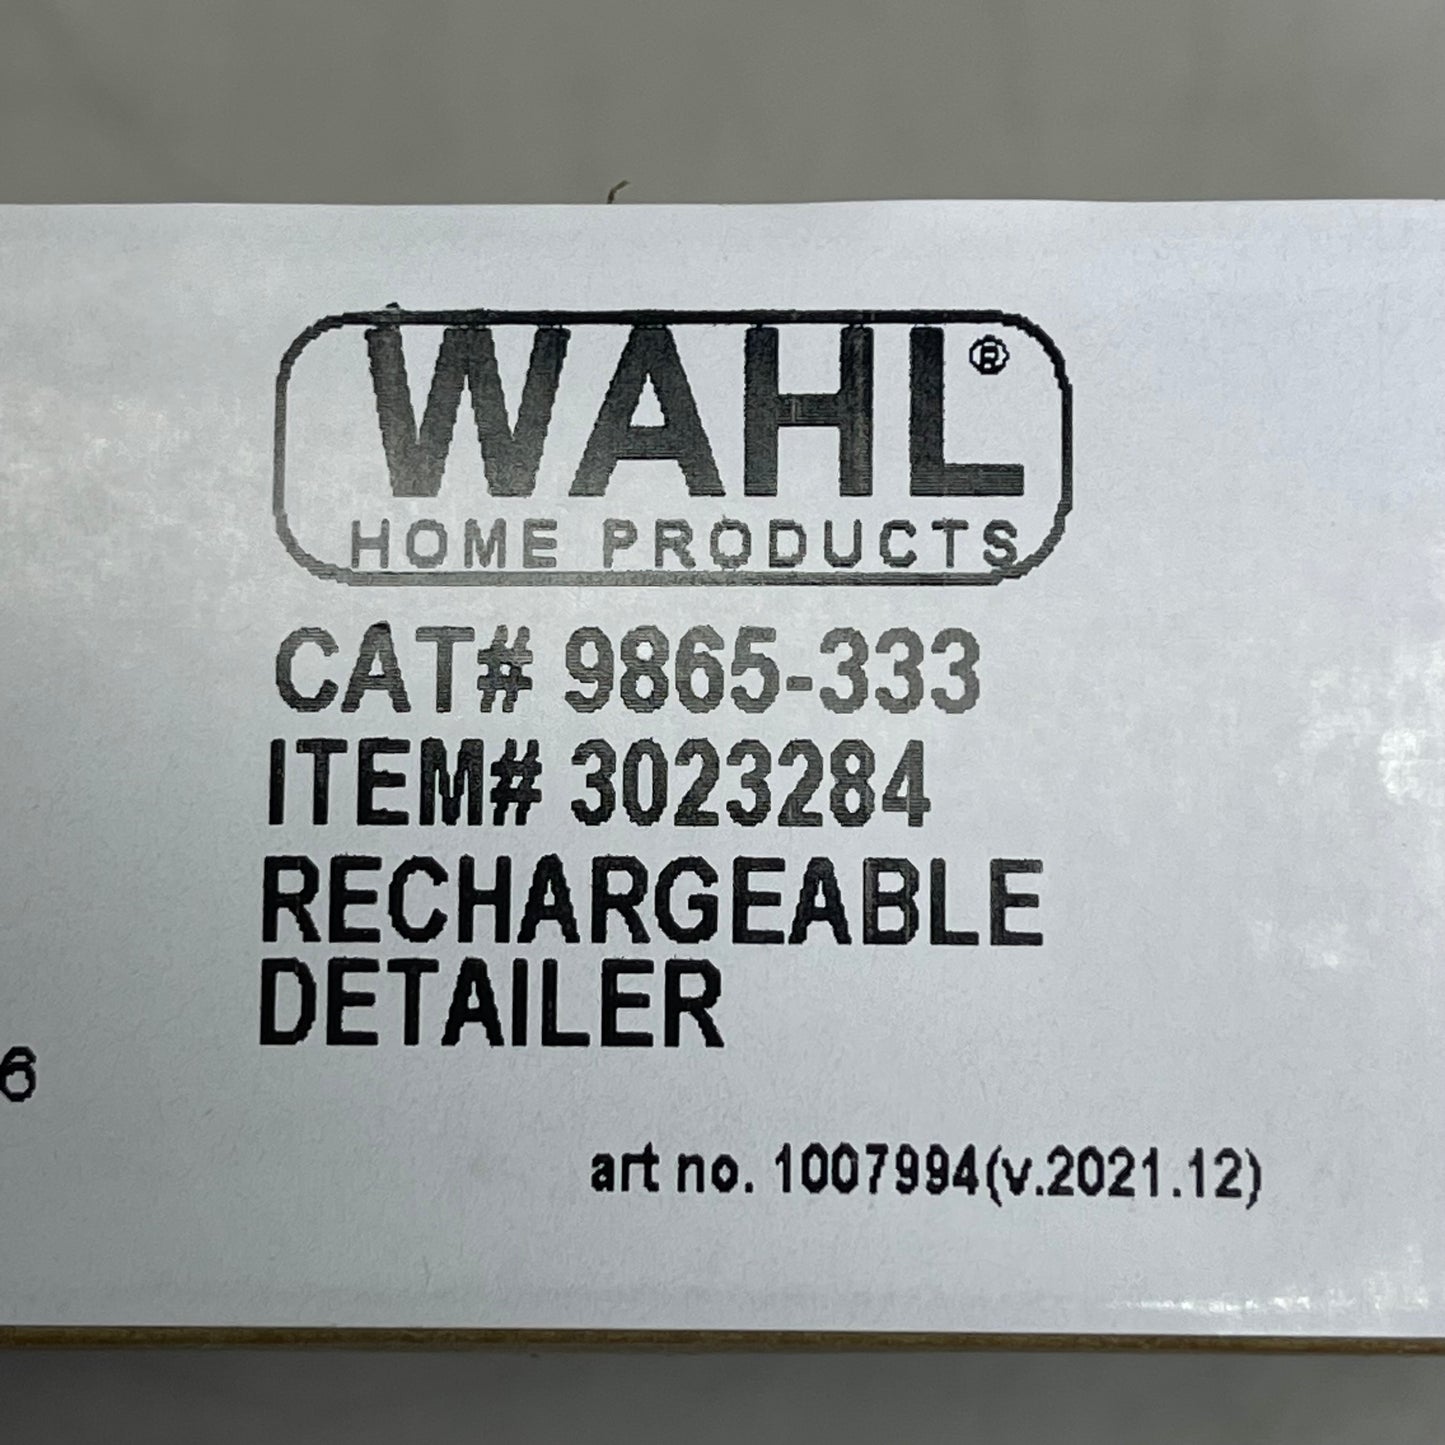 WAHL®
HOME PRODUCTS
CAT# 9865-333
ITEM# 3023284
RECHARGEABLE
DETAILER
6
art no. 1007994(v.2021.12)